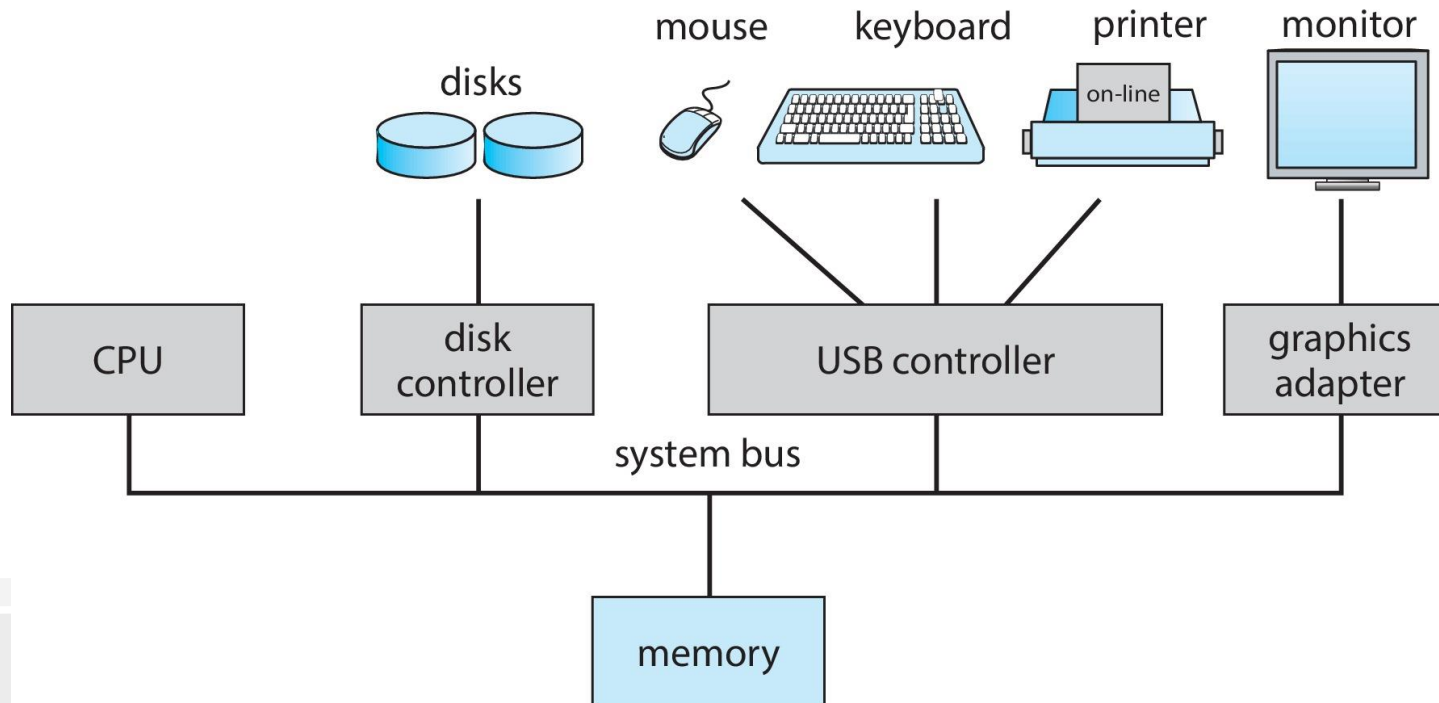 mouse
keyboard
printer
monitor
disks
on-line
CPU
disk
controller
USB controller
graphics
adapter
system bus
memory